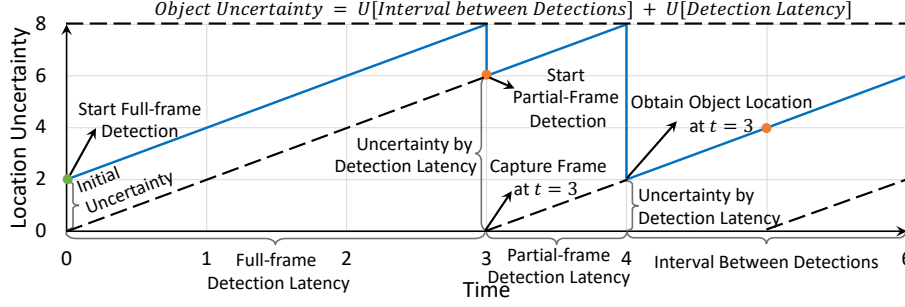 Object Uncertainty = U[Interval between Detections] + U[Detection Latency]
Location Uncertainty
8
6
4
2
0
Start Full-frame
Detection
Initial
Uncertainty
Uncertainty by
Detection Latency
Start
Partial-Frame
Detection
Capture Frame
at t = 3
Obtain Object Location
at t = 3
Uncertainty by
Detection Latency
0 1 2 3 4 6
Full-frame
Detection Latency
Partial-frame
Detection Latency
Interval Between Detections
Time